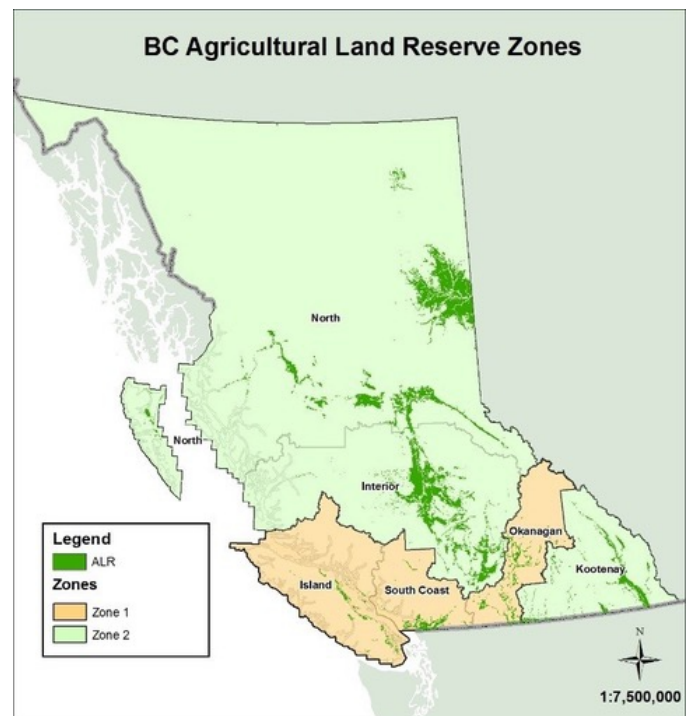 BC Agricultural Land Reserve Zones
North
North
Interior
Okanagan
Kootenay
Island
South Coast
Legend
ALR
Zones
Zone 1
Zone 2
N
1:7,500,000